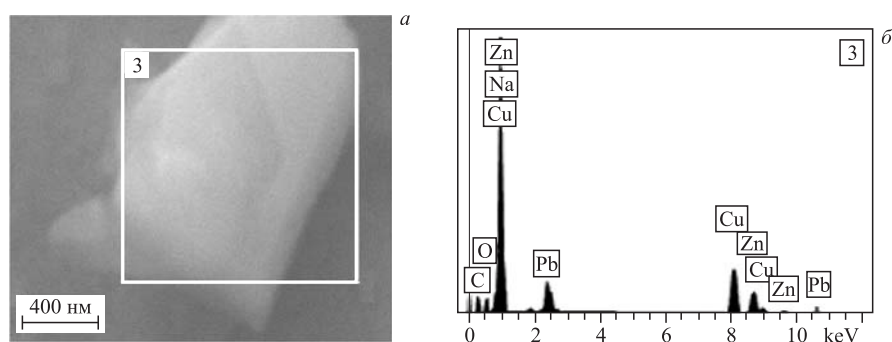 а
3
400 нм
б
3
Zn
Na
Cu
O
C
Pb
Cu
Zn
Cu
Zn
Pb
0 2 4 6 8 10 keV